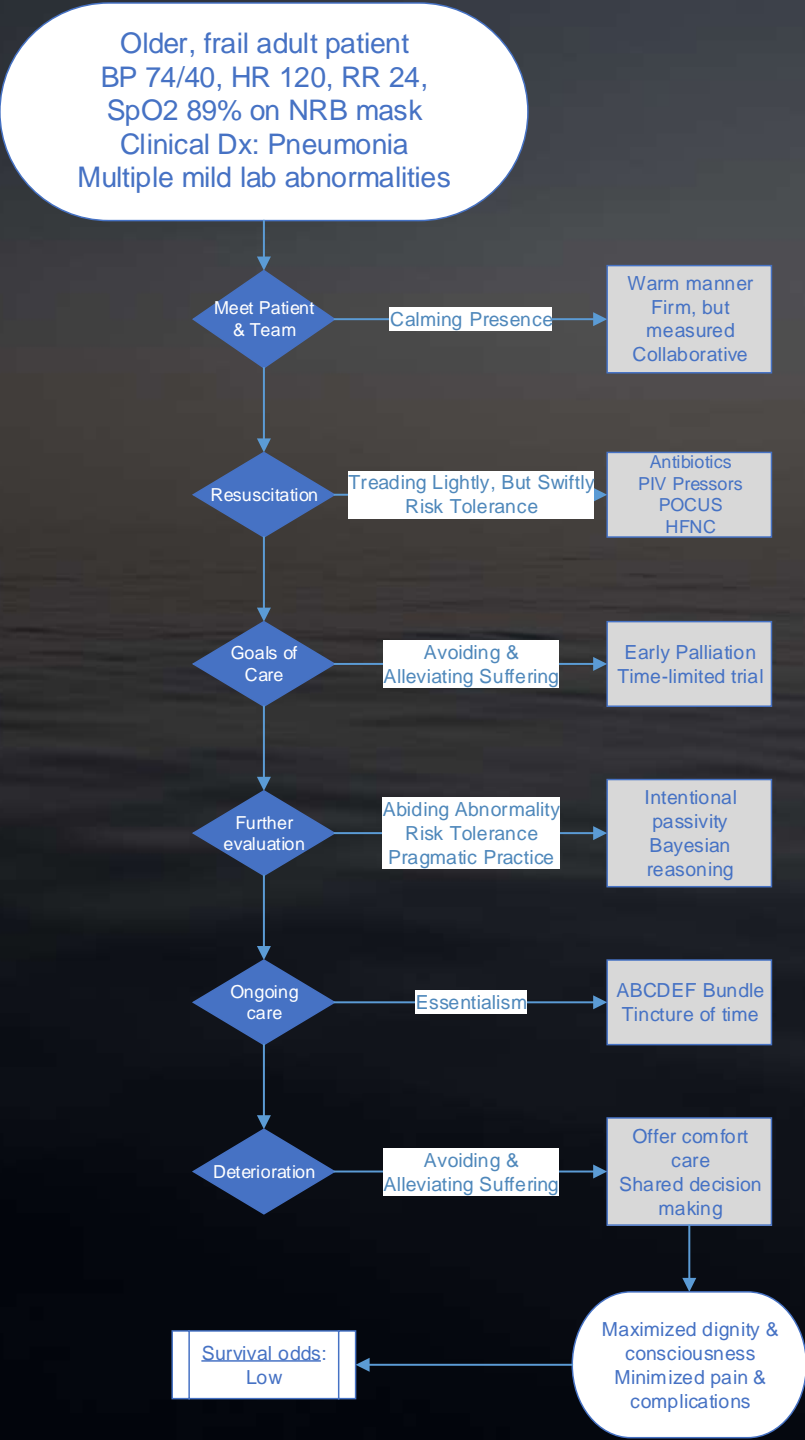 Older, frail adult patient
BP 74/40, HR 120, RR 24,
SpO2 89% on NRB mask
Clinical Dx: Pneumonia
Multiple mild lab abnormalities
Meet Patient
& Team
Calming Presence
Warm manner
Firm, but
measured
Collaborative
Resuscitation
Treading Lightly, But Swiftly
Risk Tolerance
Antibiotics
PIV Pressors
POCUS
HFNC
Goals of
Care
Avoiding &
Alleviating Suffering
Early Palliation
Time-limited trial
Further
evaluation
Abiding Abnormality
Risk Tolerance
Pragmatic Practice
Intentional
passivity
Bayesian
reasoning
Ongoing
care
Essentialism
ABCDEF Bundle
Tincture of time
Deterioration
Avoiding &
Alleviating Suffering
Offer comfort
care
Shared decision
making
Maximized dignity &
consciousness
Minimized pain &
complications
Survival odds:
Low